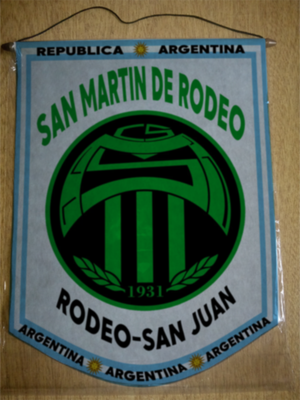 REPUBLICA ARGENTINA
SAN MARTIN DE RODEO
1931
RODEO-SAN JUAN
ARGENTINA ARGENTINA ARGENTINA